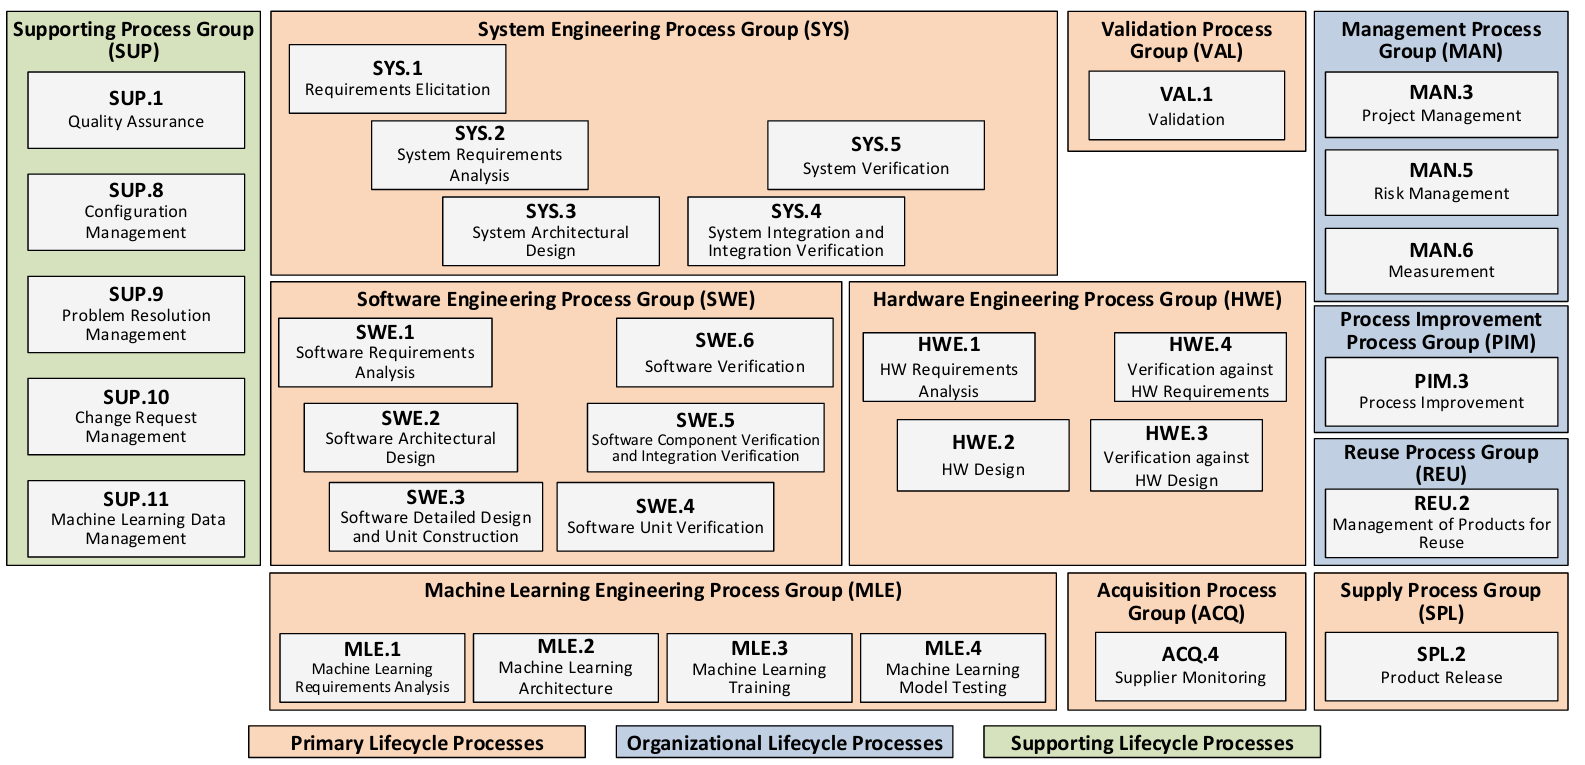 Supporting Process Group
(SUP)
SUP.1
Quality Assurance
SUP.8
Configuration
Management
SUP.9
Problem Resolution
Management
SUP.10
Change Request
Management
SUP.11
Machine Learning Data
Management
System Engineering Process Group (SYS)
SYS.1
Requirements Elicitation
SYS.2
System Requirements
Analysis
SYS.3
System Architectural
Design
SYS.4
System Integration and
Integration Verification
SYS.5
System Verification
Validation Process
Group (VAL)
VAL.1
Validation
Management Process
Group (MAN)
MAN.3
Project Management
MAN.5
Risk Management
MAN.6
Measurement
Software Engineering Process Group (SWE)
SWE.1
Software Requirements
Analysis
SWE.2
Software Architectural
Design
SWE.3
Software Detailed Design
and Unit Construction
SWE.4
Software Unit Verification
SWE.5
Software Component Verification
and Integration Verification
SWE.6
Software Verification
Hardware Engineering Process Group (HWE)
HWE.1
HW Requirements
Analysis
HWE.2
HW Design
HWE.3
Verification against
HW Design
HWE.4
Verification against
HW Requirements
Process Improvement
Process Group (PIM)
PIM.3
Process Improvement
Reuse Process Group
(REU)
REU.2
Management of Products for
Reuse
Machine Learning Engineering Process Group (MLE)
MLE.1
Machine Learning
Requirements Analysis
MLE.2
Machine Learning
Architecture
MLE.3
Machine Learning
Training
MLE.4
Machine Learning
Model Testing
Acquisition Process
Group (ACQ)
ACQ.4
Supplier Monitoring
Supply Process Group
(SPL)
SPL.2
Product Release
Primary Lifecycle Processes
Organizational Lifecycle Processes
Supporting Lifecycle Processes